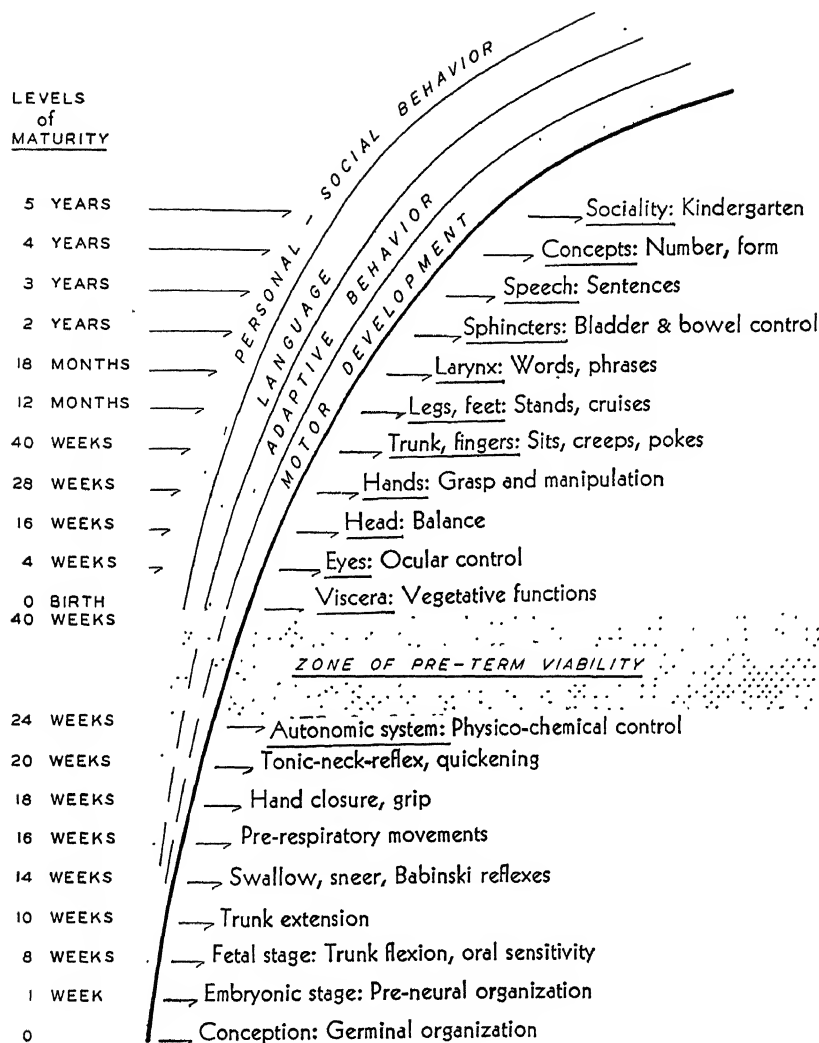 LEVELS
of
MATURITY
PERSONAL - SOCIAL BEHAVIOR
LANGUAGE
ADAPTIVE BEHAVIOR
MOTOR DEVELOPMENT
5 YEARS Sociality: Kindergarten
4 YEARS Concepts: Number, form
3 YEARS Speech: Sentences
2 YEARS Sphincters: Bladder & bowel control
18 MONTHS Larynx: Words, phrases
12 MONTHS Legs, feet: Stands, cruises
40 WEEKS Trunk, fingers: Sits, creeps, pokes
28 WEEKS Hands: Grasp and manipulation
16 WEEKS Head: Balance
4 WEEKS Eyes: Ocular control
0 BIRTH Viscera: Vegetative functions
40 WEEKS
ZONE OF PRE-TERM VIABILITY
24 WEEKS Autonomic system: Physico-chemical control
20 WEEKS Tonic-neck-reflex, quickening
18 WEEKS Hand closure, grip
16 WEEKS Pre-respiratory movements
14 WEEKS Swallow, sneer, Babinski reflexes
10 WEEKS Trunk extension
8 WEEKS Fetal stage: Trunk flexion, oral sensitivity
1 WEEK Embryonic stage: Pre-neural organization
0 Conception: Germinal organization